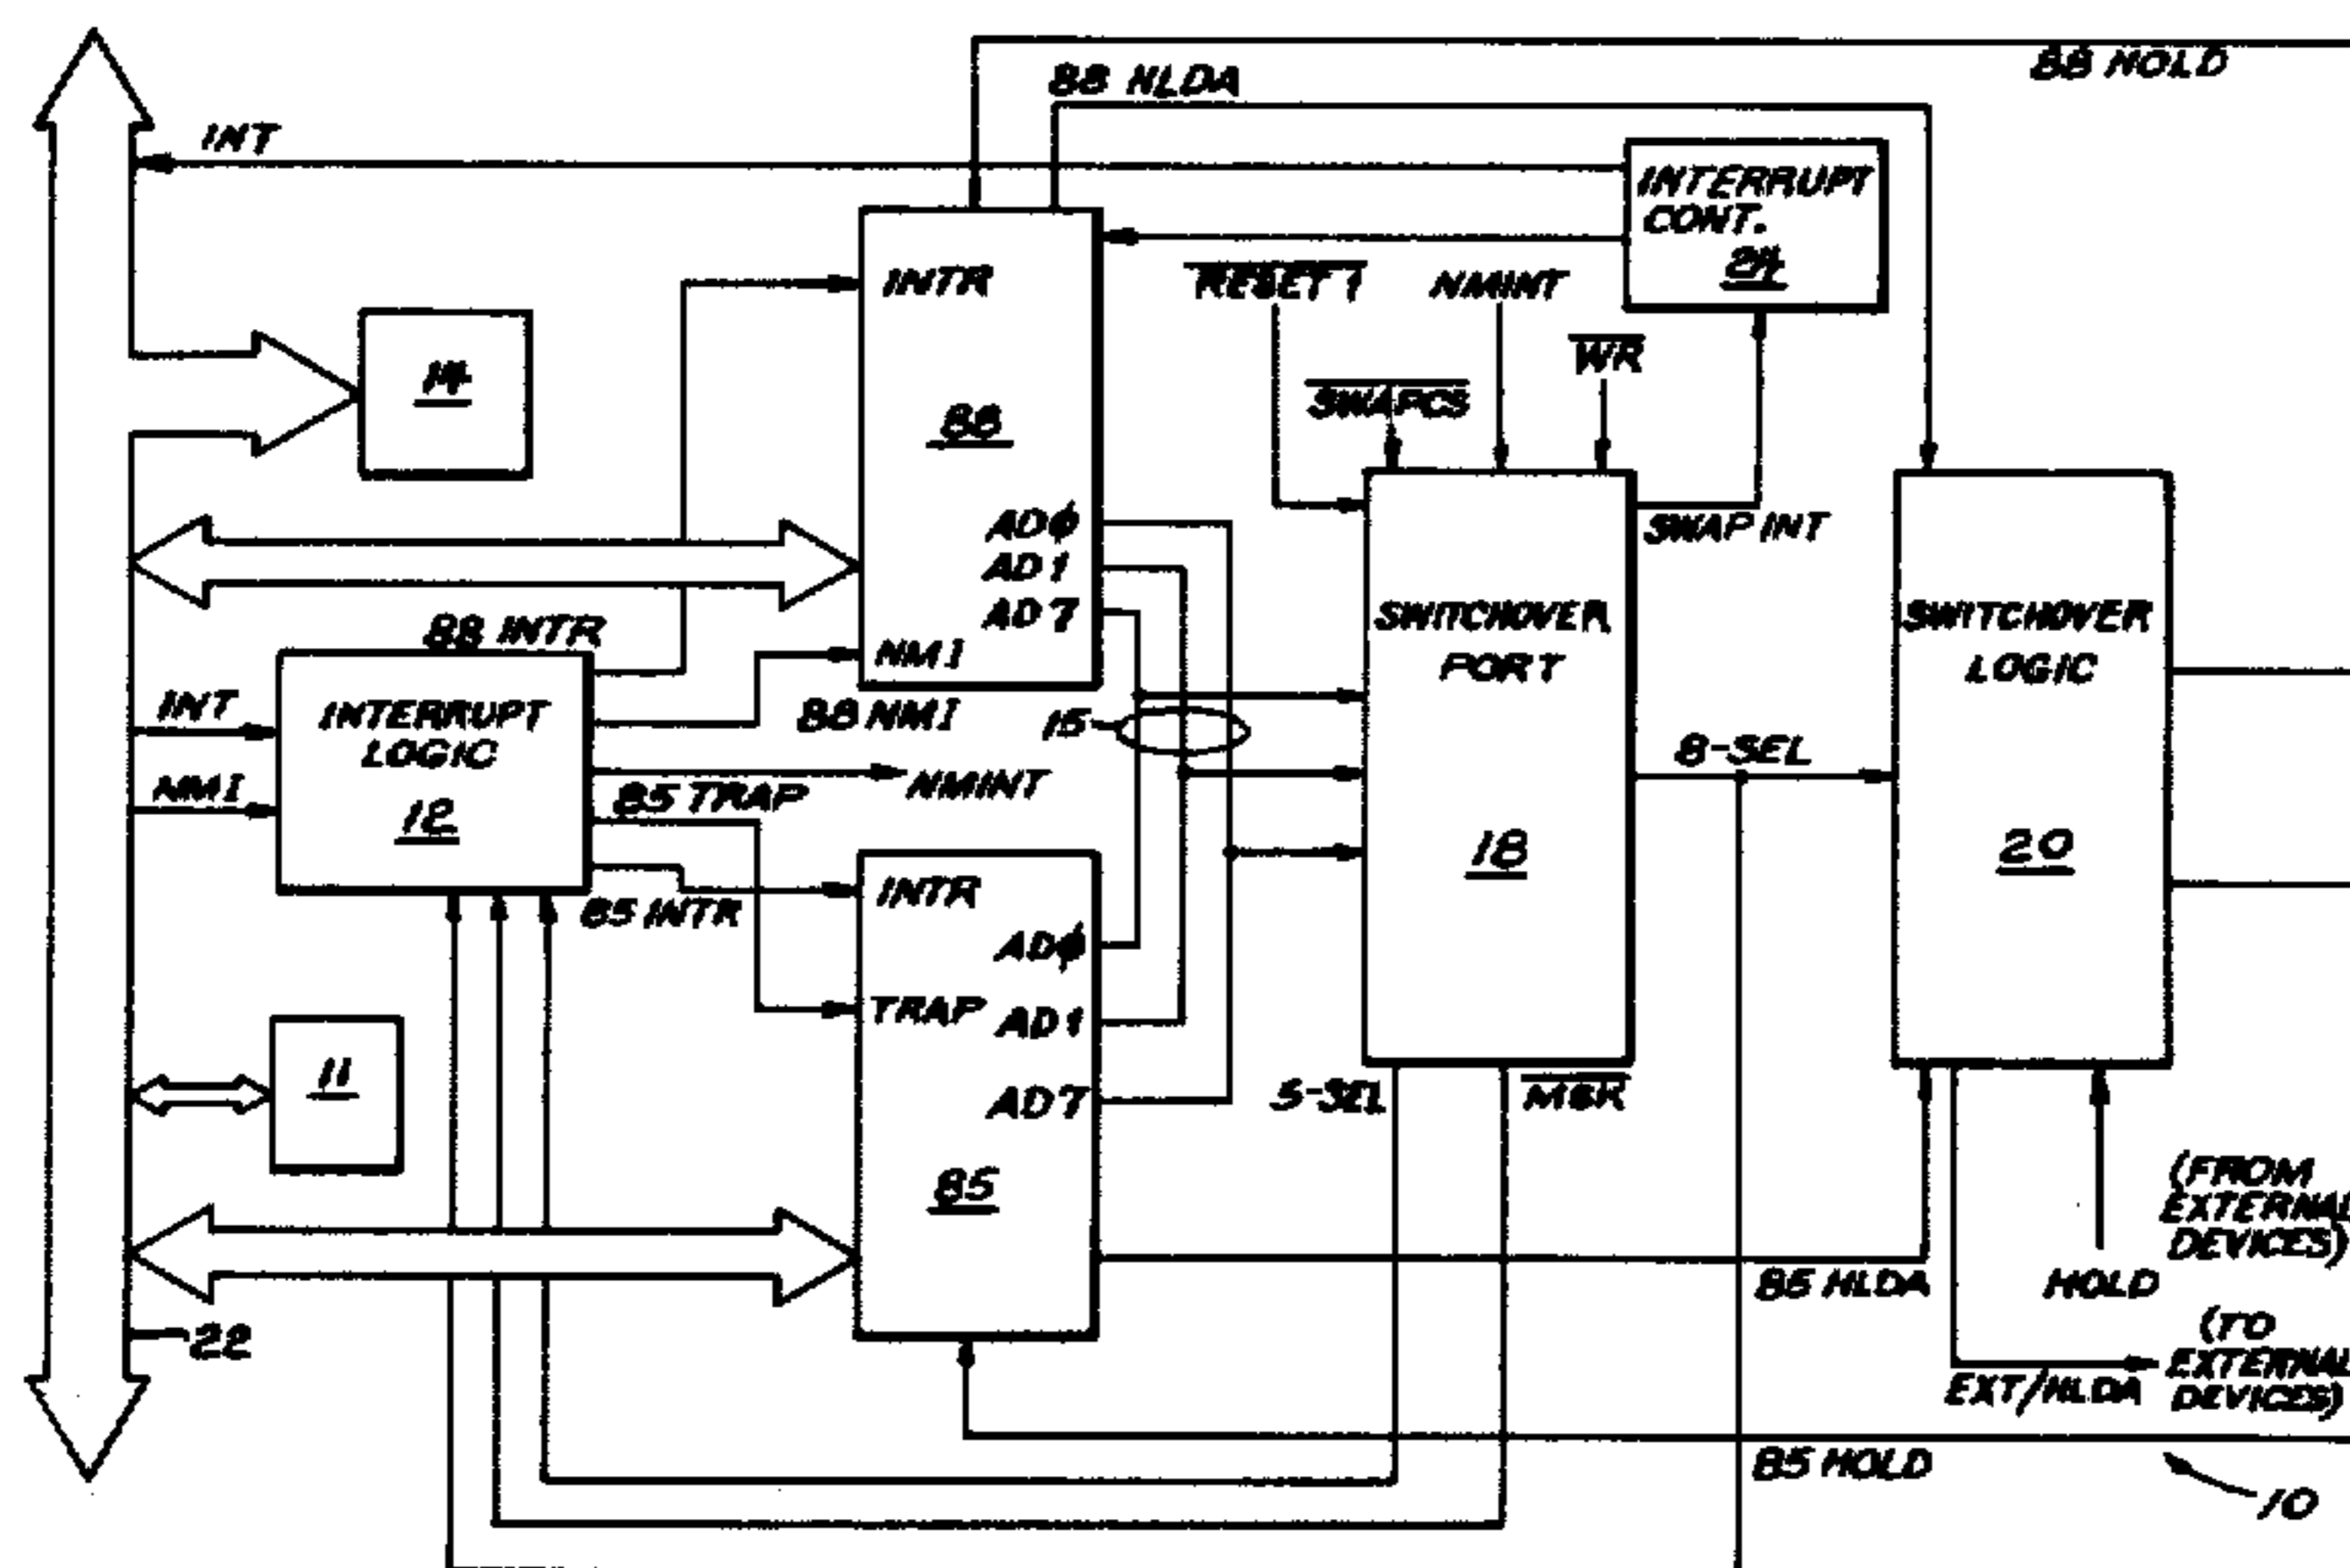 88 HOLD
88 HLDA
INT
INTERRUPT
CONT.
24
INTR
RESET 1
NMINT
WR
14
88
SWAPCS
ADϕ
SWAP INT
AD1
AD7
SWITCHOVER
PORT
SWITCHOVER
LOGIC
88 INTR
NMI
INT
INTERRUPT
LOGIC
88 NMI
15
8-SEL
NMI
12
85 TRAP
NMINT
18
20
INTR
85 INTR
ADϕ
TRAP
AD1
11
AD7
5-SEL
MSK
85
(FROM
EXTERNAL
DEVICES)
85 HLDA
HOLD
22
(TO
EXTERNAL
DEVICES)
EXT/HLDA
85 HOLD
10